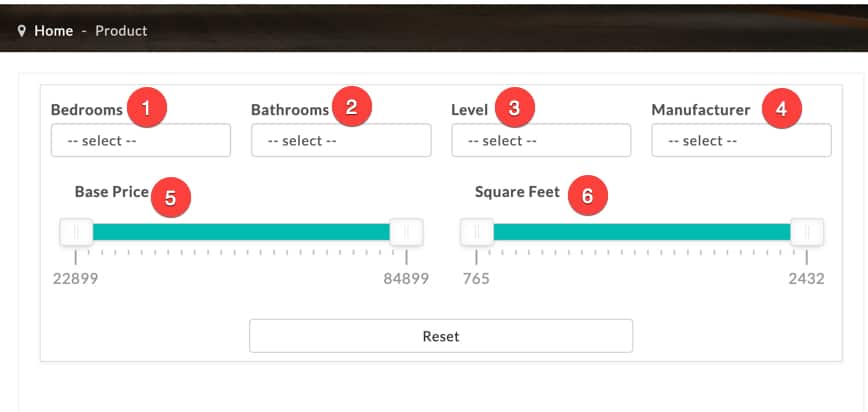 Home - Product
Bedrooms 1 Bathrooms 2 Level 3 Manufacturer 4
-- select -- -- select -- -- select -- -- select --
Base Price 5 Square Feet 6
22899 84899 765 2432
Reset